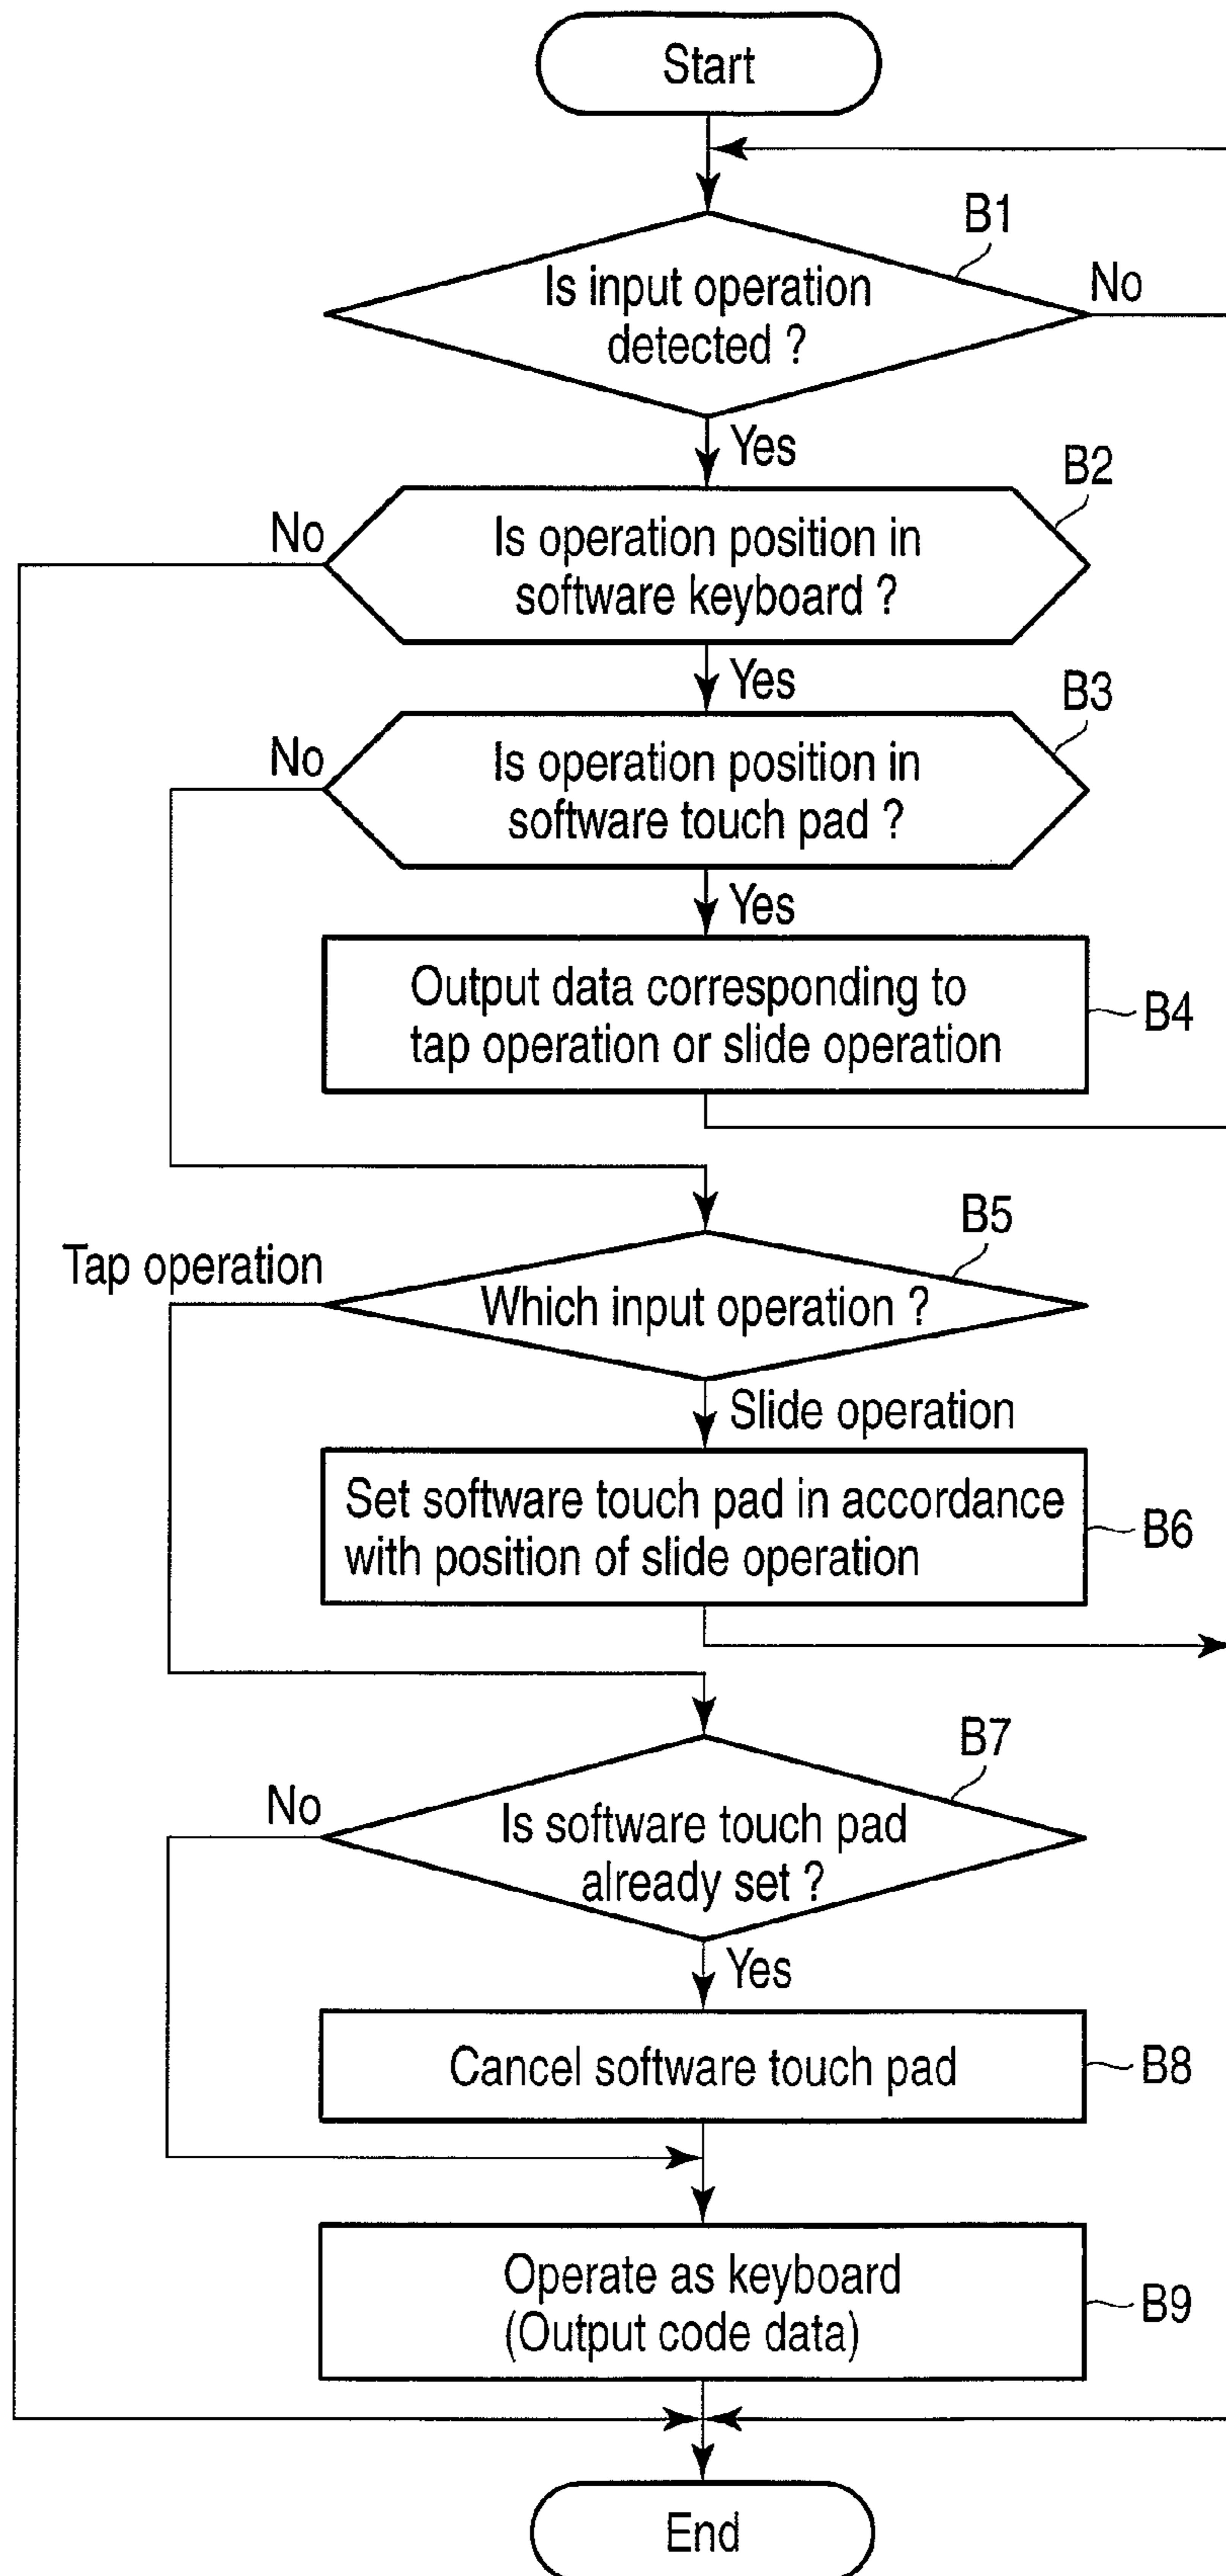 Start
B1
Is input operation
detected ?
No
Yes
B2
No
Is operation position in
software keyboard ?
Yes
B3
No
Is operation position in
software touch pad ?
Yes
Output data corresponding to
tap operation or slide operation
B4
B5
Tap operation
Which input operation ?
Slide operation
Set software touch pad in accordance
with position of slide operation
B6
B7
No
Is software touch pad
already set ?
Yes
Cancel software touch pad
B8
Operate as keyboard
(Output code data)
B9
End